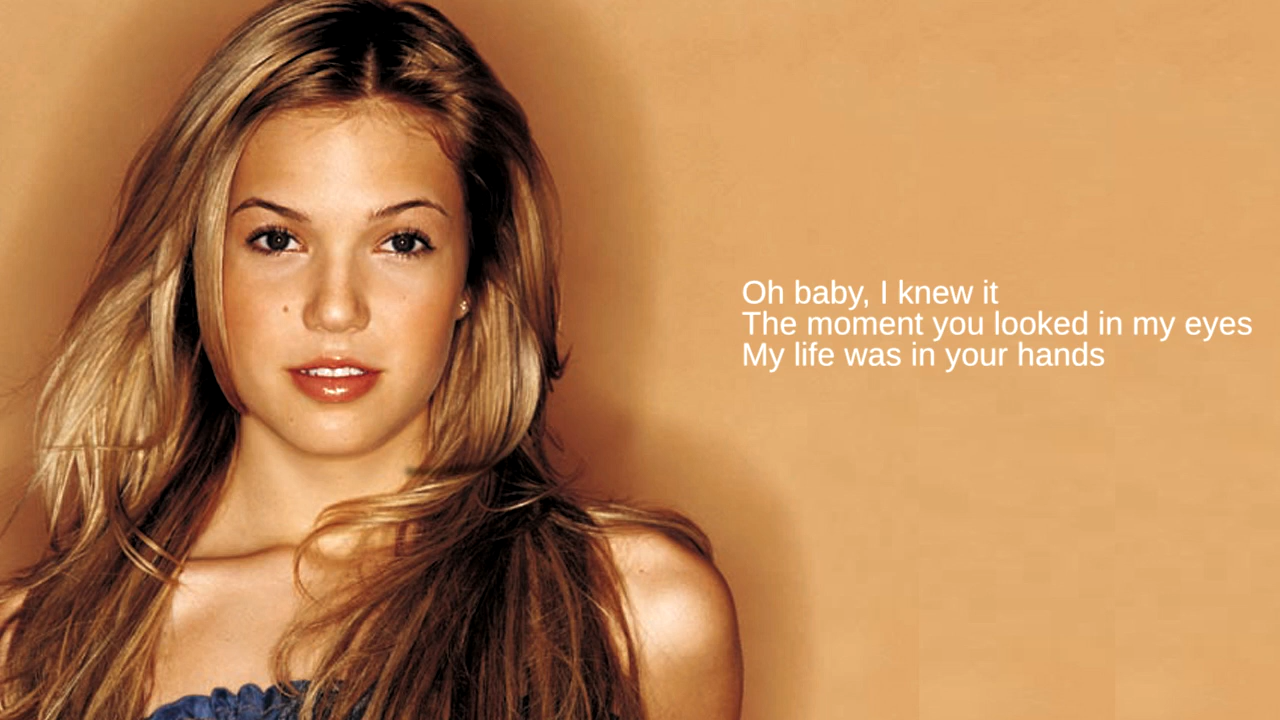 Oh baby, I knew it
The moment you looked in my eyes
My life was in your hands